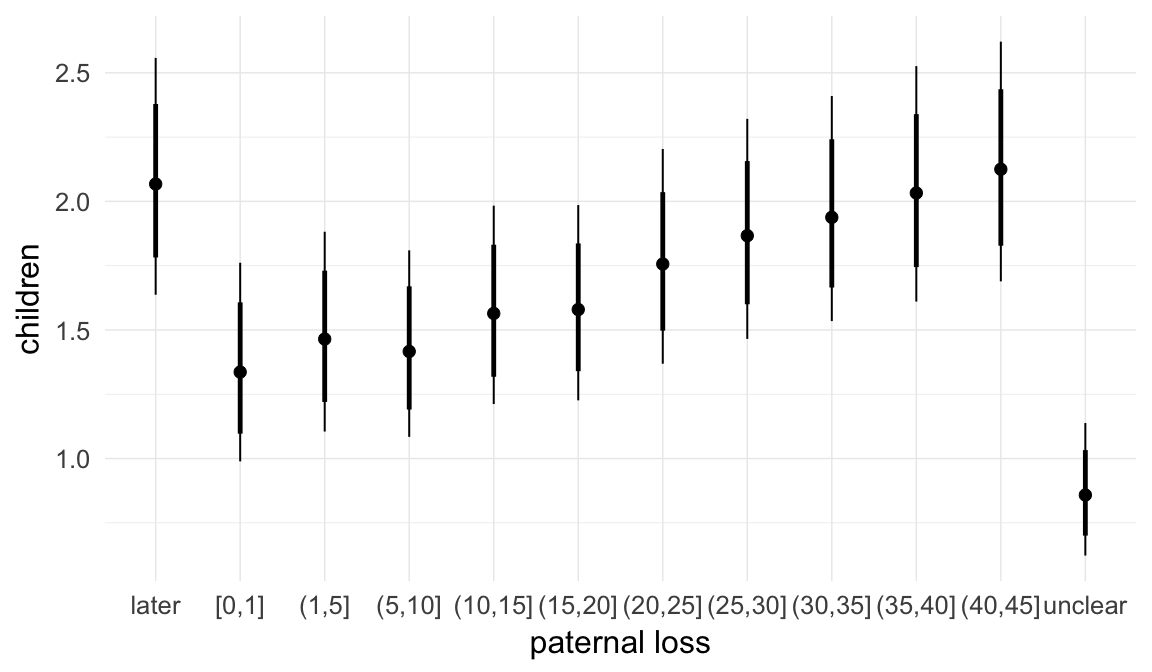 2.5
2.0
1.5
1.0
children
later [0,1] (1,5] (5,10] (10,15] (15,20] (20,25] (25,30] (30,35] (35,40] (40,45] unclear
paternal loss